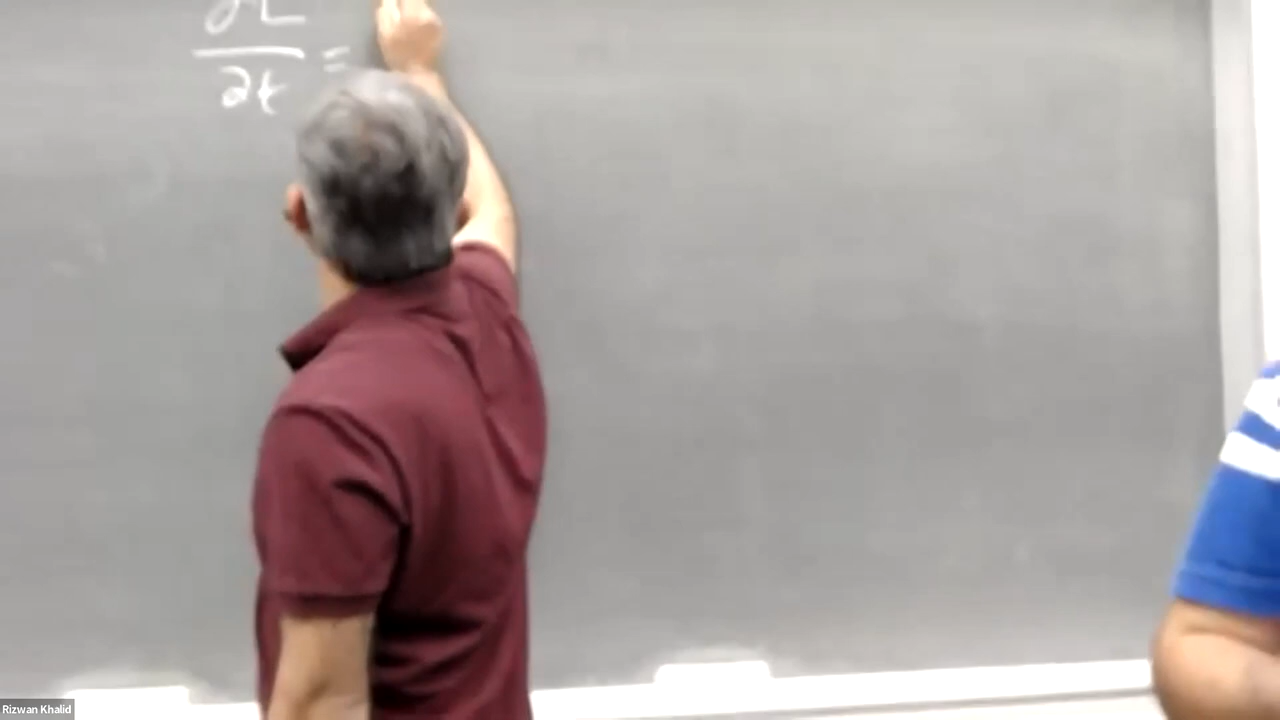 ∂L
∂t =
Rizwan Khalid